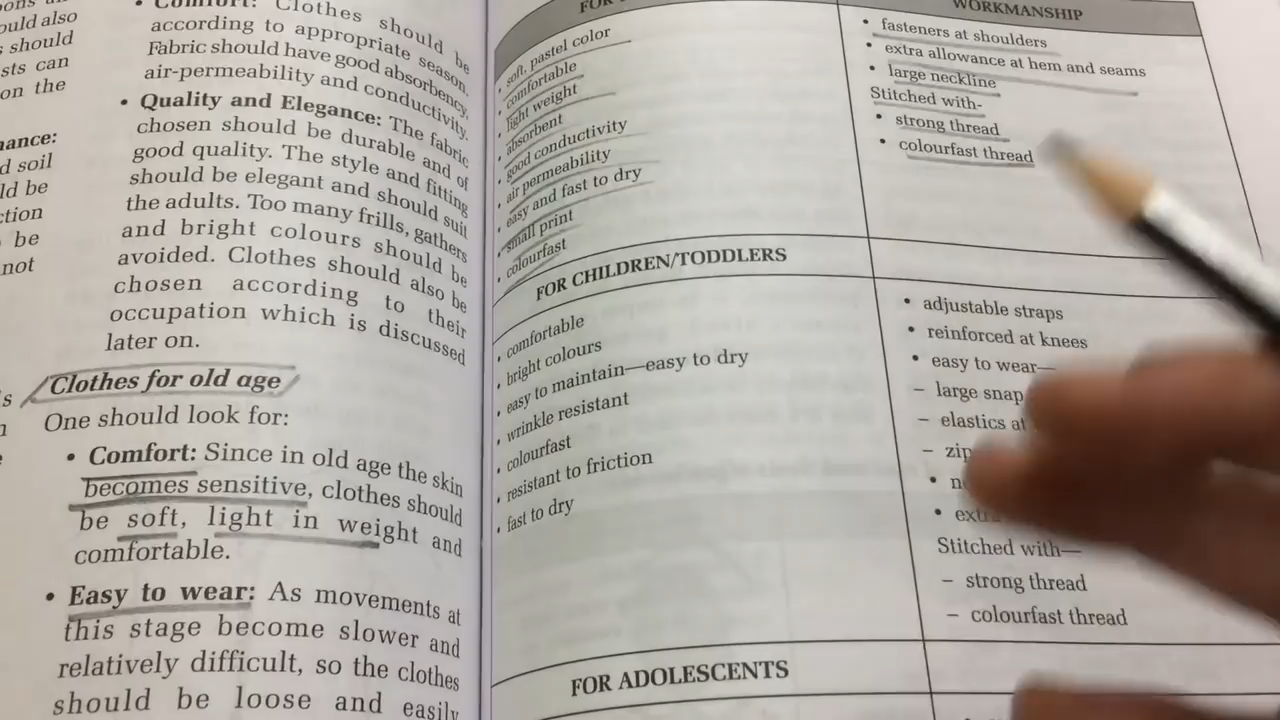 ould also
should
sts can
on the
nance:
d soil
ld be
ction
be
not
s
• Comfort: Clothes should be
according to appropriate season.
Fabric should have good absorbency,
air-permeability and conductivity.
• Quality and Elegance: The fabric
chosen should be durable and of
good quality. The style and fitting
should be elegant and should suit
the adults. Too many frills, gathers
and bright colours should be
avoided. Clothes should also be
chosen according to their
occupation which is discussed
later on.
Clothes for old age
One should look for:
• Comfort: Since in old age the skin
becomes sensitive, clothes should
be soft, light in weight and
comfortable.
• Easy to wear: As movements at
this stage become slower and
relatively difficult, so the clothes
should be loose and easily
FOR
• soft, pastel color
• comfortable
• light weight
• absorbent
• good conductivity
• air permeability
• easy and fast to dry
• small print
• colourfast
WORKMANSHIP
• fasteners at shoulders
• extra allowance at hem and seams
• large neckline
Stitched with-
• strong thread
• colourfast thread
FOR CHILDREN/TODDLERS
• comfortable
• bright colours
• easy to maintain—easy to dry
• wrinkle resistant
• colourfast
• resistant to friction
• fast to dry
• adjustable straps
• reinforced at knees
• easy to wear—
– large snap
– elastics at
– zip
Stitched with—
– strong thread
– colourfast thread
FOR ADOLESCENTS